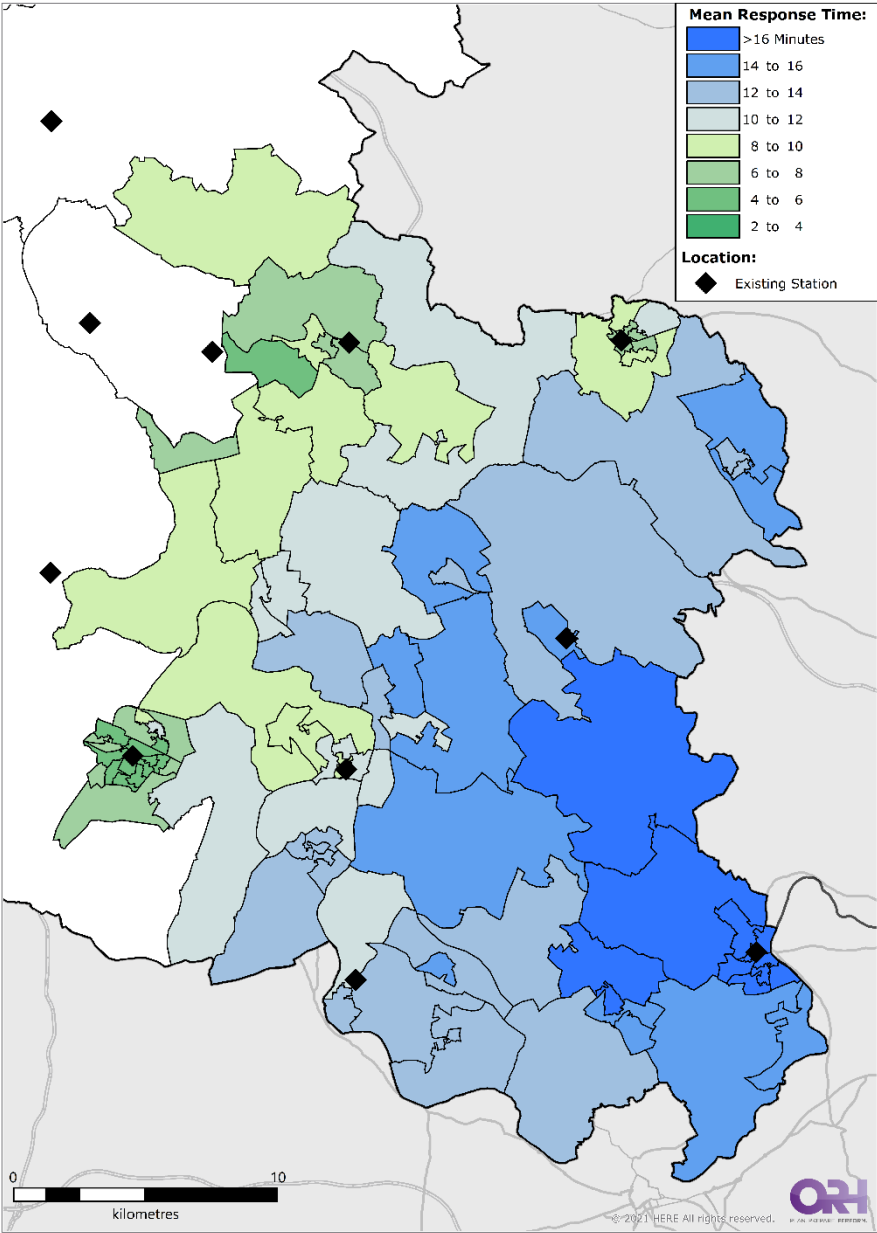 Mean Response Time:
>16 Minutes
14 to 16
12 to 14
10 to 12
8 to 10
6 to 8
4 to 6
2 to 4
Location:
Existing Station
0 10
kilometres
© 2021 HERE All rights reserved.
ORH